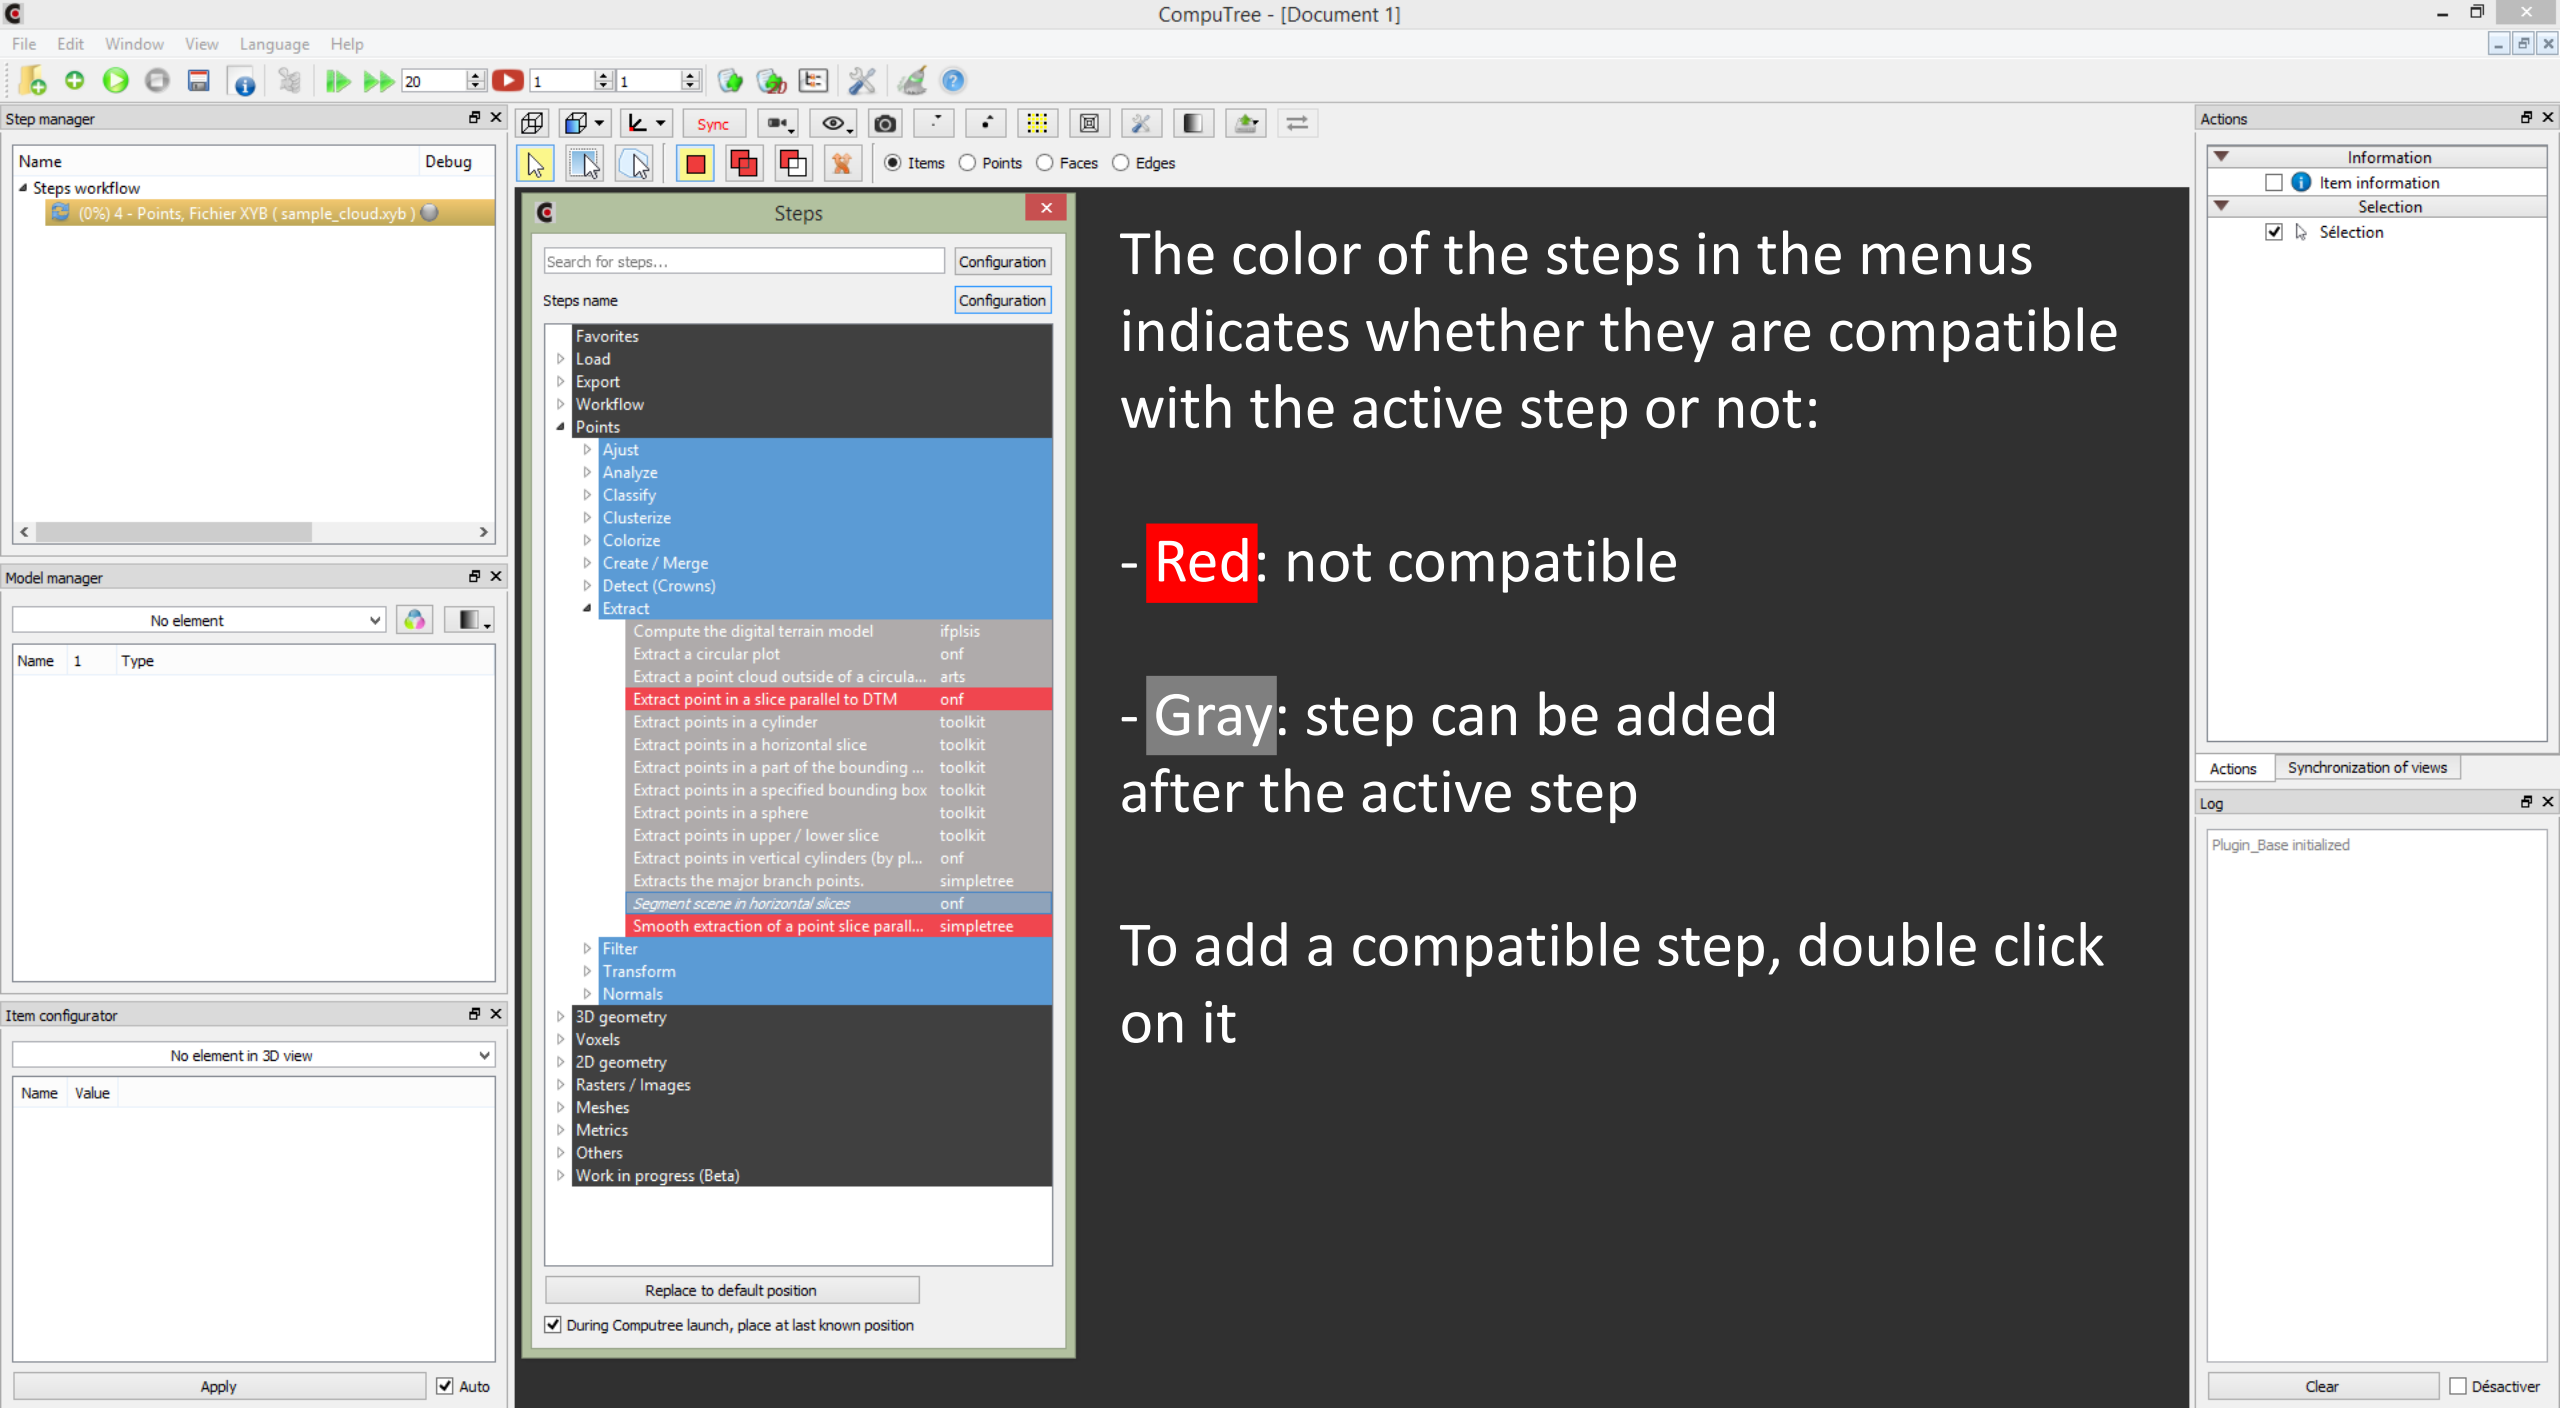 CompuTree - [Document 1]
File Edit Window View Language Help
20 1 1
Step manager
Name Debug
Steps workflow
(0%) 4 - Points, Fichier XYB ( sample_cloud.xyb )
Model manager
No element
Name 1 Type
Item configurator
No element in 3D view
Name Value
Apply Auto
Sync
Items Points Faces Edges
Steps
Search for steps... Configuration
Steps name Configuration
Favorites
Load
Export
Workflow
Points
Ajust
Analyze
Classify
Clusterize
Colorize
Create / Merge
Detect (Crowns)
Extract
Compute the digital terrain model ifplsis
Extract a circular plot onf
Extract a point cloud outside of a circula... arts
Extract point in a slice parallel to DTM onf
Extract points in a cylinder toolkit
Extract points in a horizontal slice toolkit
Extract points in a part of the bounding ... toolkit
Extract points in a specified bounding box toolkit
Extract points in a sphere toolkit
Extract points in upper / lower slice toolkit
Extract points in vertical cylinders (by pl... onf
Extracts the major branch points. simpletree
Segment scene in horizontal slices onf
Smooth extraction of a point slice parall... simpletree
Filter
Transform
Normals
3D geometry
Voxels
2D geometry
Rasters / Images
Meshes
Metrics
Others
Work in progress (Beta)
Replace to default position
During Computree launch, place at last known position
The color of the steps in the menus
indicates whether they are compatible
with the active step or not:
- Red: not compatible
- Gray: step can be added
after the active step
To add a compatible step, double click
on it
Actions
Information
Item information
Selection
Sélection
Actions Synchronization of views
Log
Plugin_Base initialized
Clear Désactiver